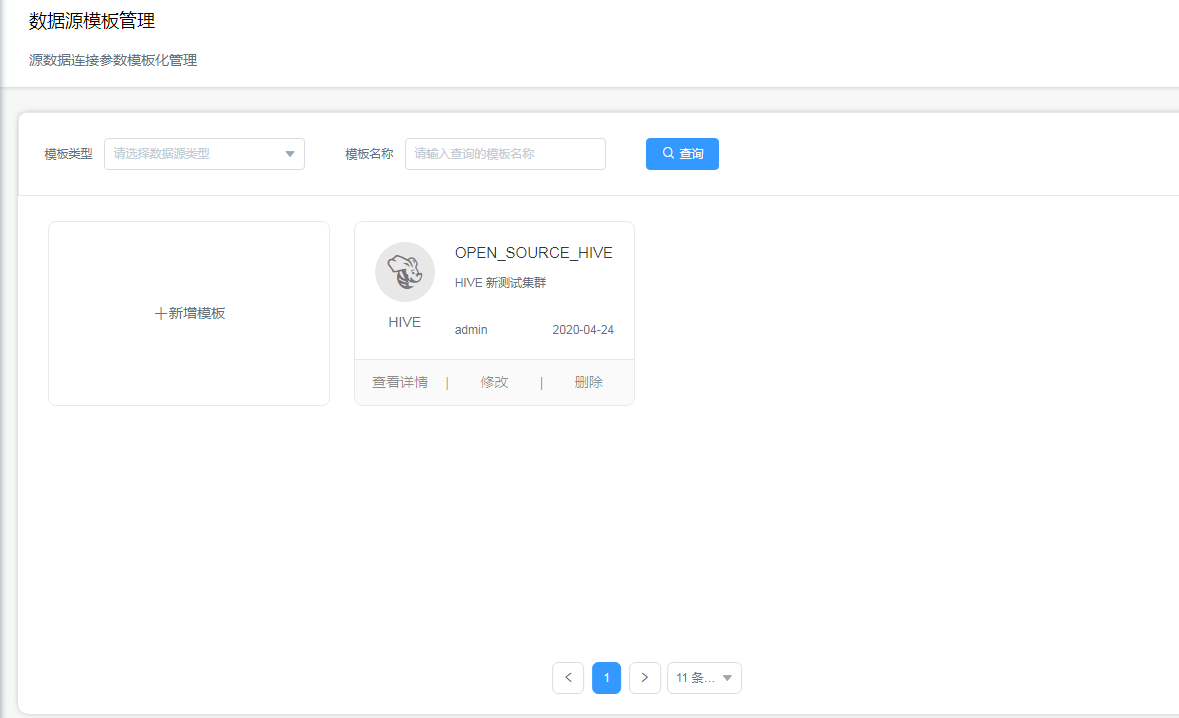 数据源模板管理
源数据连接参数模板化管理
模板类型 请选择数据源类型 模板名称 请输入查询的模板名称 查询
+新增模板
OPEN_SOURCE_HIVE
HIVE 新测试集群
HIVE
admin 2020-04-24
查看详情 | 修改 | 删除
< 1 > 11 条...